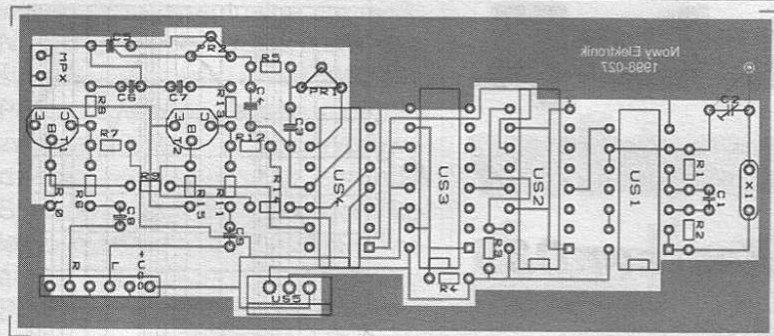 Nowy Elektronik
1998-027
MPX
C5
PR2
R5
PR1
C6
C7
C4
R8
R13
C3
C2
E
C
B
T1
R7
E
C
B
T2
R12
R10
R6
R9
R15
R11
R14
C8
C9
US4
US3
US2
US1
R1
C1
R2
X1
R3
R4
R
L
+UCC
US5